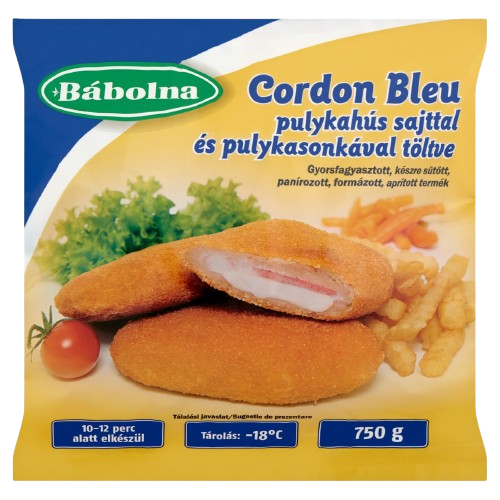 Bábolna
Cordon Bleu
pulykahús sajttal
és pulykasonkával töltve
Gyorsfagyasztott, készre sütött,
panírozott, formázott, aprított termék
Tálalási javaslat/Sugestie de prezentare
10-12 perc
alatt elkészül
Tárolás: -18°C
750 g